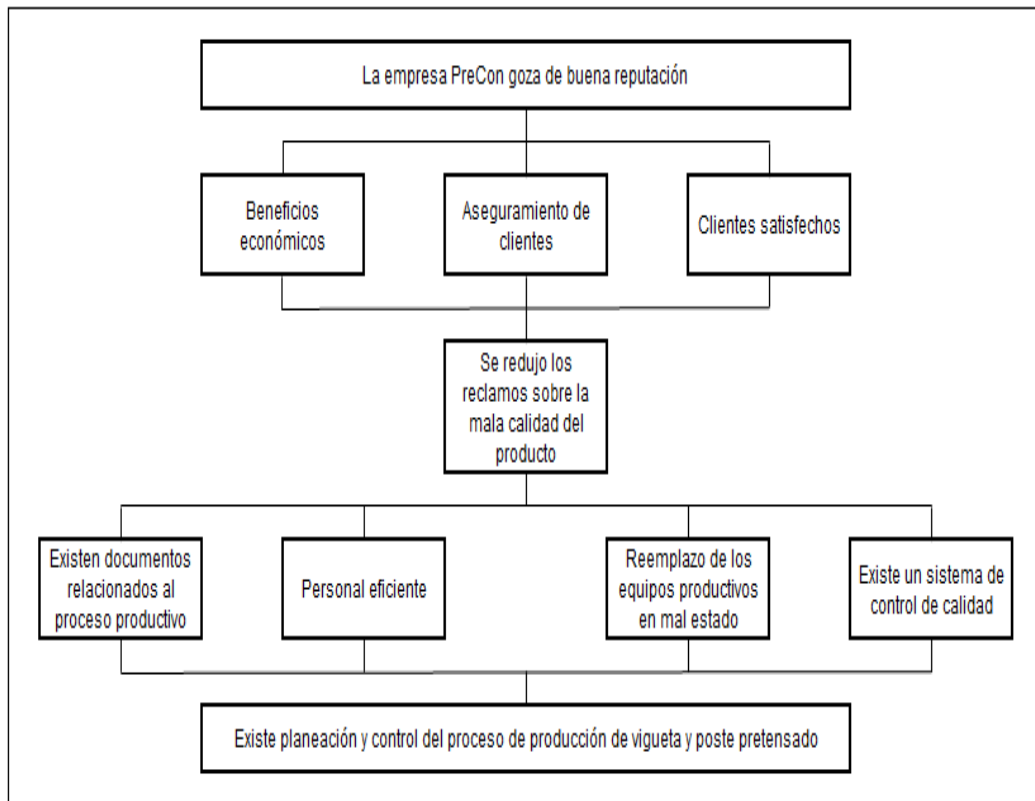 La empresa PreCon goza de buena reputación
Beneficios
económicos
Aseguramiento de
clientes
Clientes satisfechos
Se redujo los
reclamos sobre la
mala calidad del
producto
Existen documentos
relacionados al
proceso productivo
Personal eficiente
Reemplazo de los
equipos productivos
en mal estado
Existe un sistema de
control de calidad
Existe planeación y control del proceso de producción de vigueta y poste pretensado